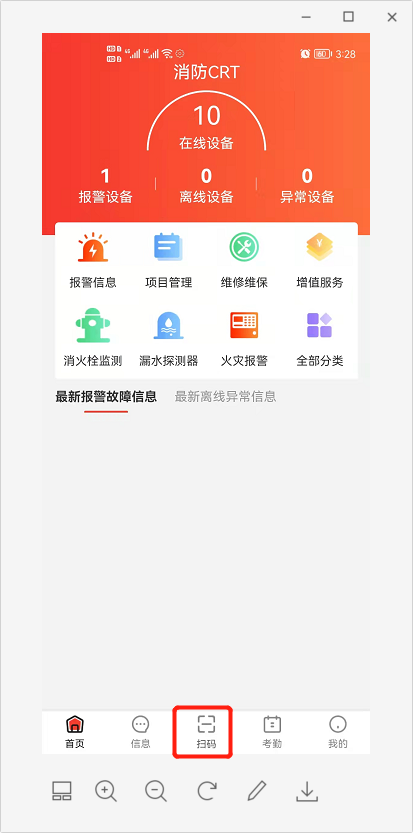 3:28
消防CRT
10
在线设备
1 0 0
报警设备 离线设备 异常设备
报警信息 项目管理 维修维保 增值服务
消火栓监测 漏水探测器 火灾报警 全部分类
最新报警故障信息 最新离线异常信息
首页 信息 扫码 考勤 我的